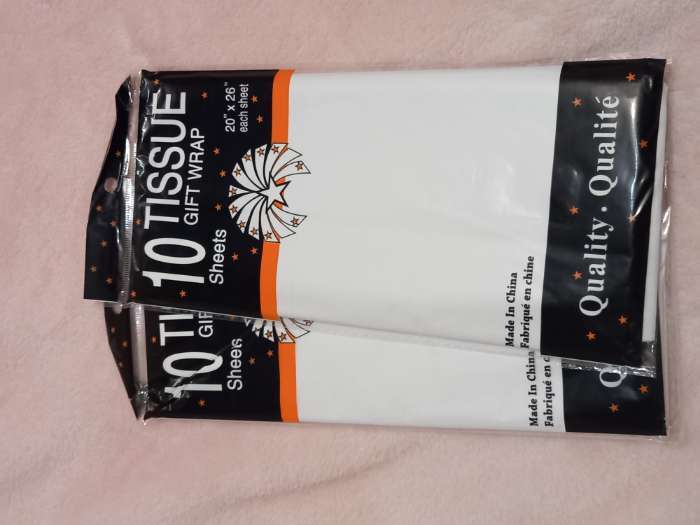 10 TISSUE
Sheets GIFT WRAP
20" x 26"
each sheet
Made In China
Fabriqué en chine
Quality . Qualité
10 TI
Sheets GIF
Made In China
Fabriqué en c
Q